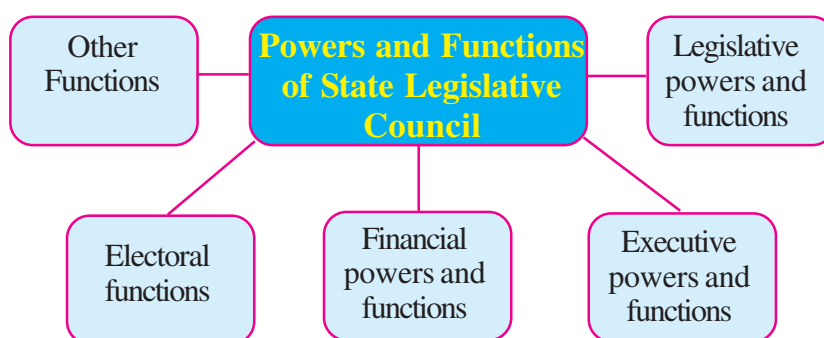 Powers and Functions
of State Legislative
Council
Other
Functions
Legislative
powers and
functions
Electoral
functions
Financial
powers and
functions
Executive
powers and
functions